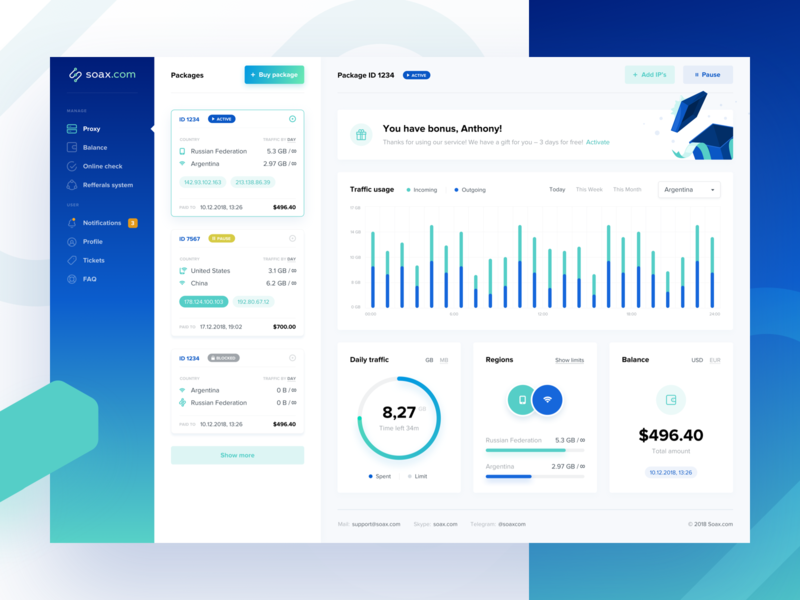 soax.com
MANAGE
Proxy
Balance
Online check
Refferals system
USER
Notifications 3
Profile
Tickets
FAQ
Packages
+ Buy package
ID 1234 ACTIVE
COUNTRY TRAFFIC BY DAY
Russian Federation 5.3 GB / ∞
Argentina 2.97 GB / ∞
142.93.102.163 213.138.86.39
PAID TO 10.12.2018, 13:26 $496.40
ID 7567 PAUSE
COUNTRY TRAFFIC BY DAY
United States 3.1 GB / ∞
China 6.2 GB / ∞
178.124.100.103 192.85.67.12
PAID TO 17.12.2018, 19:02 $700.00
ID 1234 BLOCKED
COUNTRY TRAFFIC BY DAY
Argentina 0 B / ∞
Russian Federation 0 B / ∞
PAID TO 10.12.2018, 13:26 $496.40
Show more
Package ID 1234 ACTIVE
+ Add IP's
Pause
You have bonus, Anthony!
Thanks for using our service! We have a gift for you – 3 days for free! Activate
Traffic usage Incoming Outgoing Today This Week This Month Argentina
Daily traffic GB MB
8,27 GB
Time left 34m
Spent Limit
Regions Show limits
Russian Federation 5.3 GB / ∞
Argentina 2.97 GB / ∞
Balance USD EUR
$496.40
Total amount
10.12.2018, 13:26
Mail: support@soax.com Skype: soax.com Telegram: @soaxcom © 2018 Soax.com